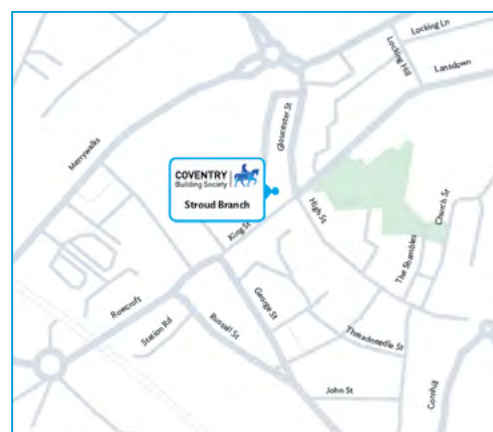 Locking Ln
Locking Hill
Lansdown
Gloucester St
Merrywalks
COVENTRY
Building Society
Stroud Branch
King St
High St
Church St
The Shambles
George St
Rowcroft
Station Rd
Russell St
Threadneedle St
John St
Cornhill